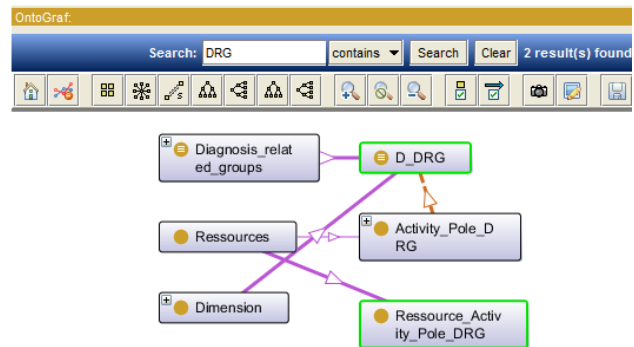 OntoGraf:
Search: DRG contains Search Clear 2 result(s) found
Diagnosis_relat
ed_groups
D_DRG
Ressources
Activity_Pole_D
RG
Dimension
Ressource_Activ
ity_Pole_DRG